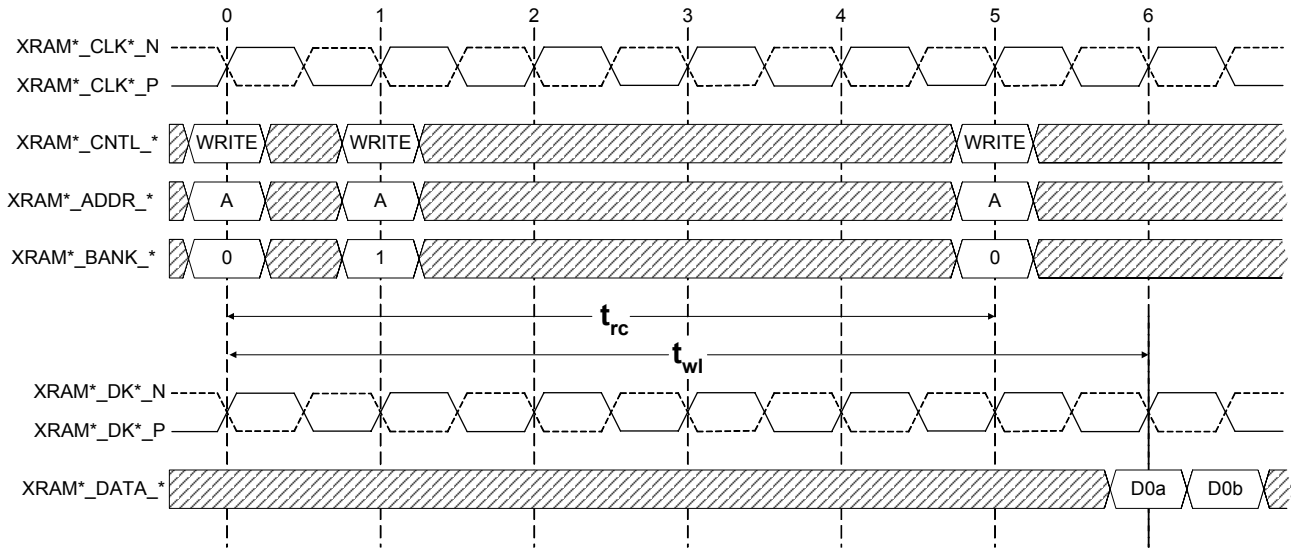 0 1 2 3 4 5 6
XRAM*_CLK*_N
XRAM*_CLK*_P
XRAM*_CNTL_* WRITE WRITE WRITE
XRAM*_ADDR_* A A A
XRAM*_BANK_* 0 1 0
trc
twl
XRAM*_DK*_N
XRAM*_DK*_P
XRAM*_DATA_* D0a D0b